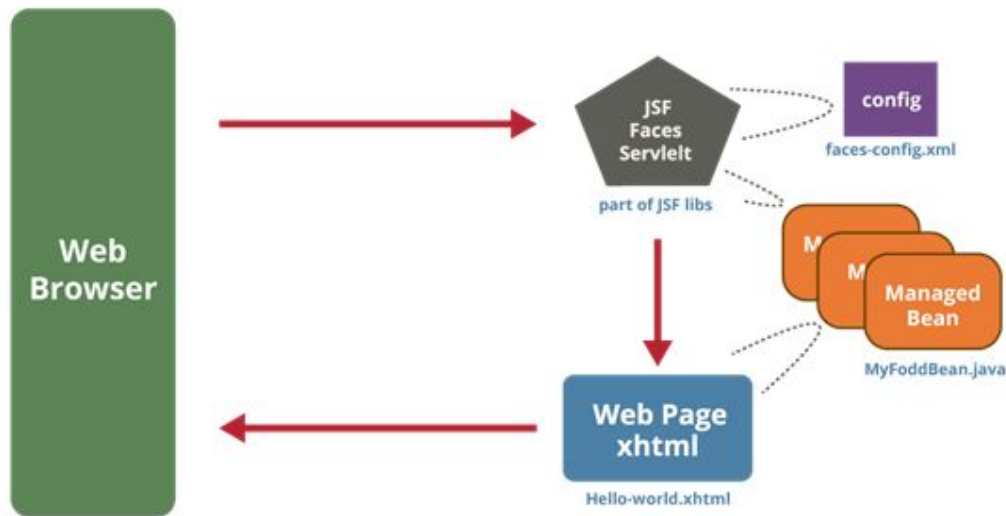 Web
Browser
JSF
Faces
Servlelt
part of JSF libs
config
faces-config.xml
M
M
Managed
Bean
MyFoddBean.java
Web Page
xhtml
Hello-world.xhtml